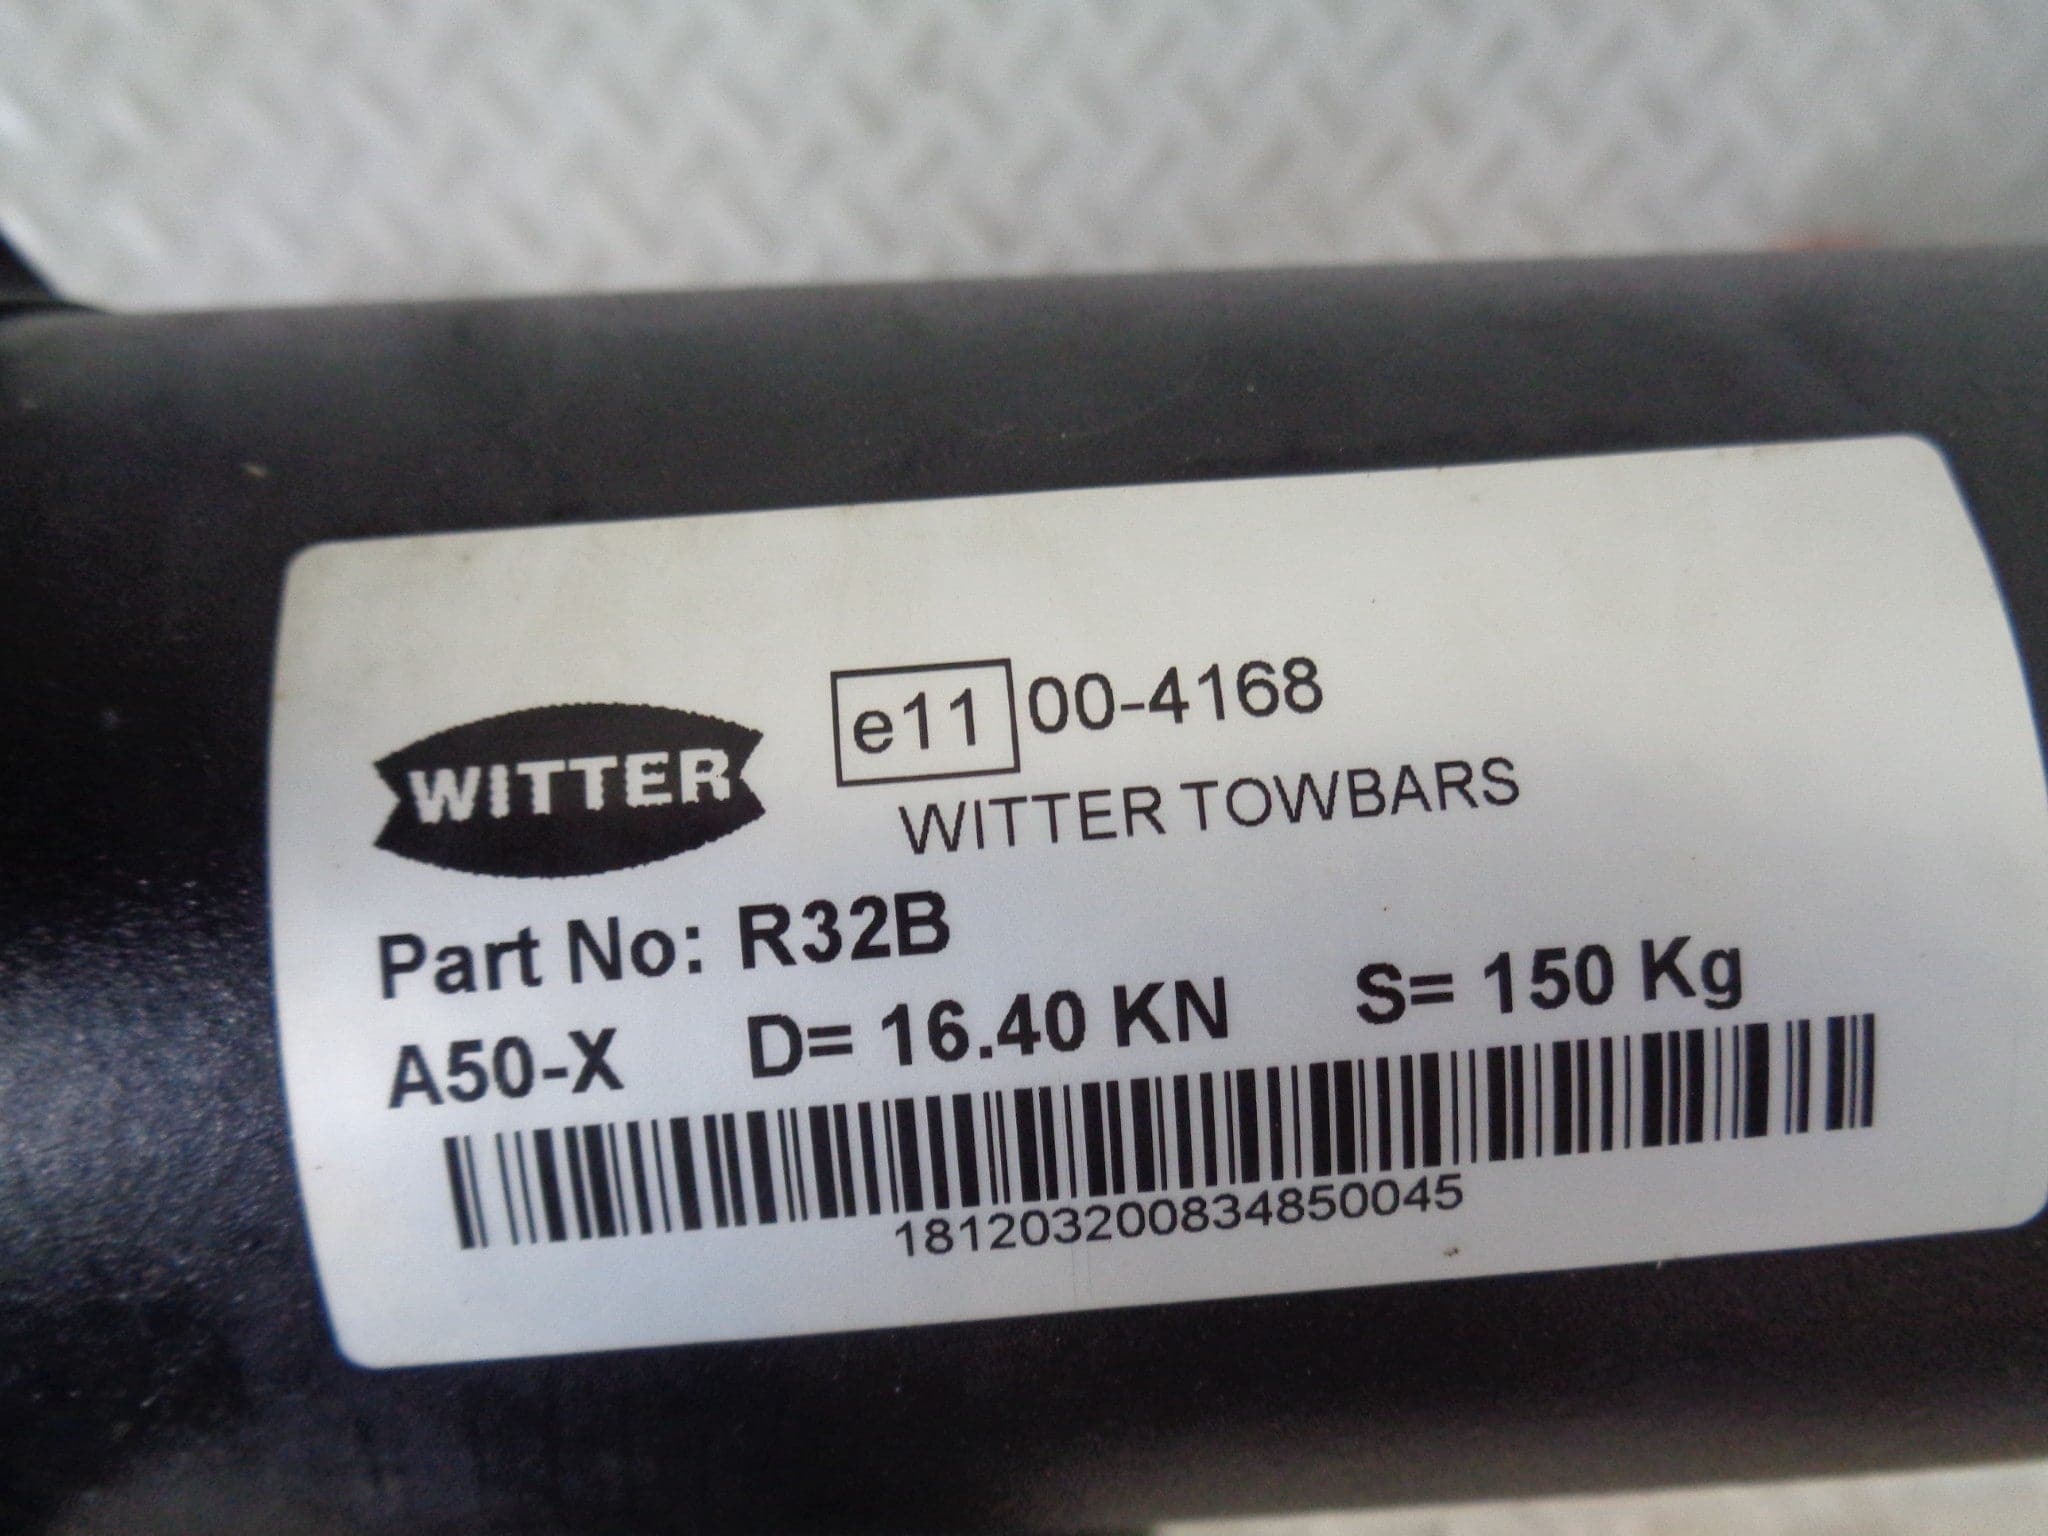 WITTER
e11 00-4168
WITTER TOWBARS
Part No: R32B
A50-X D= 16.40 KN S= 150 Kg
181203200834850045